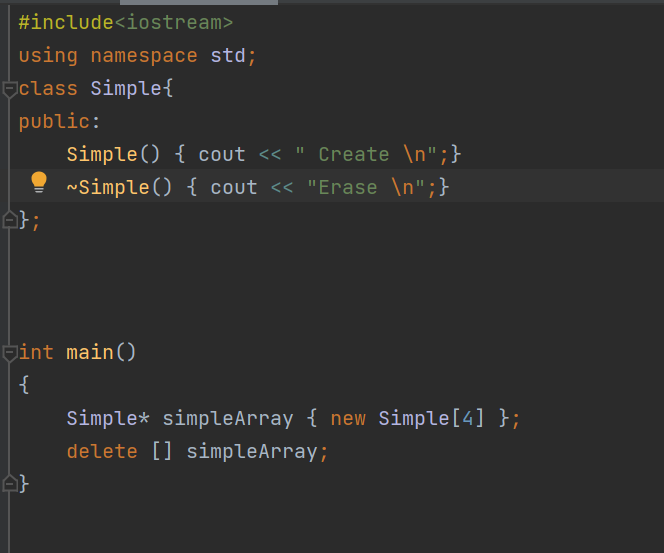 #include<iostream>
using namespace std;
class Simple{
public:
    Simple() { cout << " Create \n";}
    ~Simple() { cout << "Erase \n";}
};
int main()
{
    Simple* simpleArray { new Simple[4] };
    delete [] simpleArray;
}